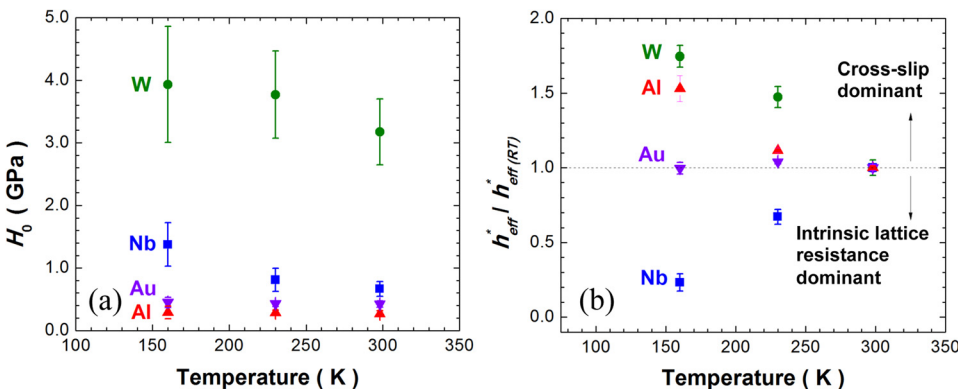 5.0
4.0
3.0
2.0
1.0
0.0
H₀ ( GPa )
W
Nb
Au
Al
(a)
100 150 200 250 300 350
Temperature ( K )
2.0
1.5
1.0
0.5
0.0
h*eff / h*eff (RT)
W
Al
Au
Nb
Cross-slip
dominant
Intrinsic lattice
resistance
dominant
(b)
100 150 200 250 300 350
Temperature ( K )